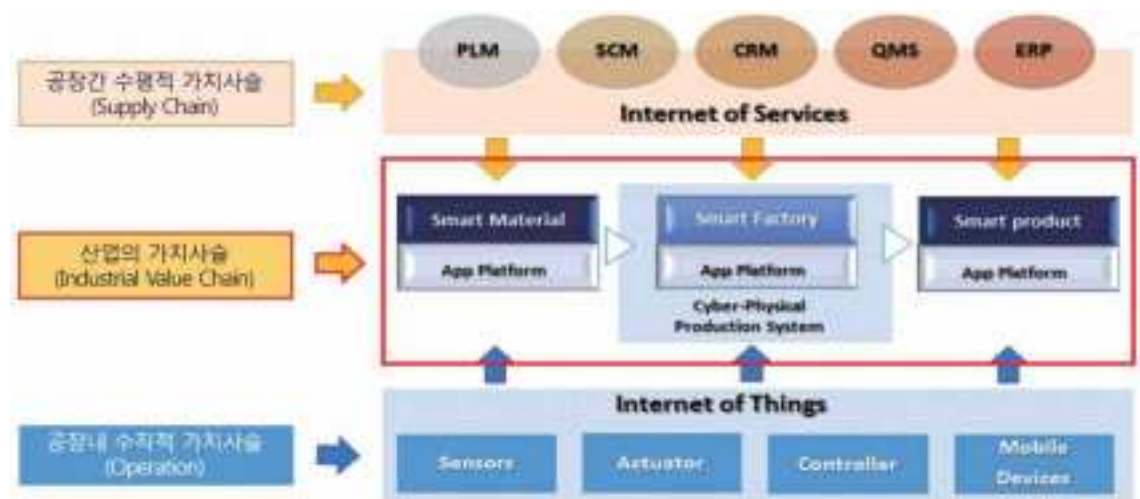 PLM SCM CRM QMS ERP
공장간 수평적 가치사슬
(Supply Chain)
Internet of Services
Smart Material
Smart Factory
Smart product
산업의 가치사슬
(Industrial Value Chain)
App Platform
App Platform
App Platform
Cyber-Physical
Production System
Internet of Things
공장내 수직적 가치사슬
(Operation)
Sensors
Actuator
Controller
Mobile
Devices